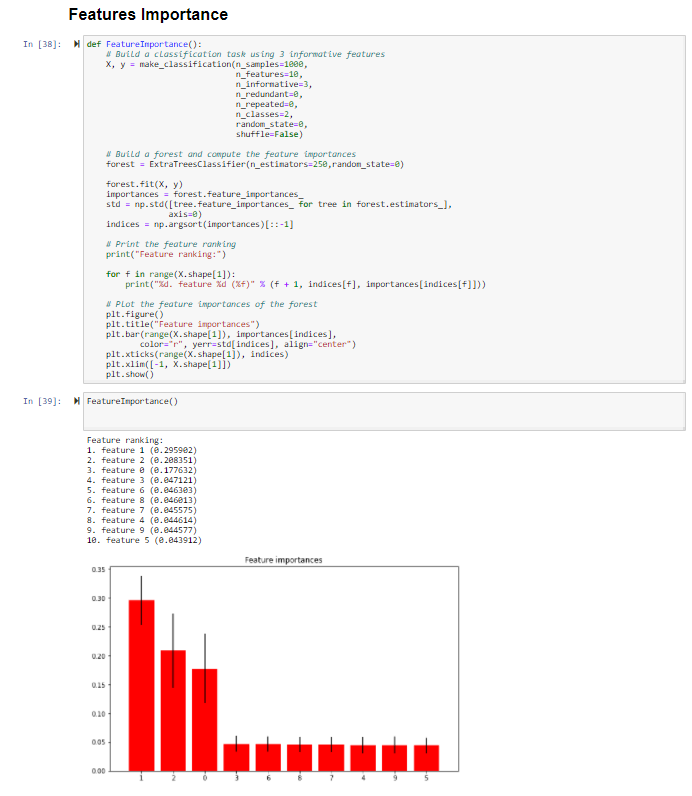 Features Importance
In [38]: def FeatureImportance():
# Build a classification task using 3 informative features
X, y = make_classification(n_samples=1000,
n_features=10,
n_informative=3,
n_redundant=0,
n_repeated=0,
n_classes=2,
random_state=0,
shuffle=False)
# Build a forest and compute the feature importances
forest = ExtraTreesClassifier(n_estimators=250,random_state=0)
forest.fit(X, y)
importances = forest.feature_importances_
std = np.std([tree.feature_importances_ for tree in forest.estimators_],
axis=0)
indices = np.argsort(importances)[::-1]
# Print the feature ranking
print("Feature ranking:")
for f in range(X.shape[1]):
print("%d. feature %d (%f)" % (f + 1, indices[f], importances[indices[f]]))
# Plot the feature importances of the forest
plt.figure()
plt.title("Feature importances")
plt.bar(range(X.shape[1]), importances[indices],
color="r", yerr=std[indices], align="center")
plt.xticks(range(X.shape[1]), indices)
plt.xlim([-1, X.shape[1]])
plt.show()
In [39]: FeatureImportance()
Feature ranking:
1. feature 1 (0.295902)
2. feature 2 (0.208351)
3. feature 0 (0.177632)
4. feature 3 (0.047121)
5. feature 6 (0.046303)
6. feature 8 (0.046013)
7. feature 7 (0.045575)
8. feature 4 (0.044614)
9. feature 9 (0.044577)
10. feature 5 (0.043912)
Feature importances
0.35
0.30
0.25
0.20
0.15
0.10
0.05
0.00
1 2 0 3 6 8 7 4 9 5